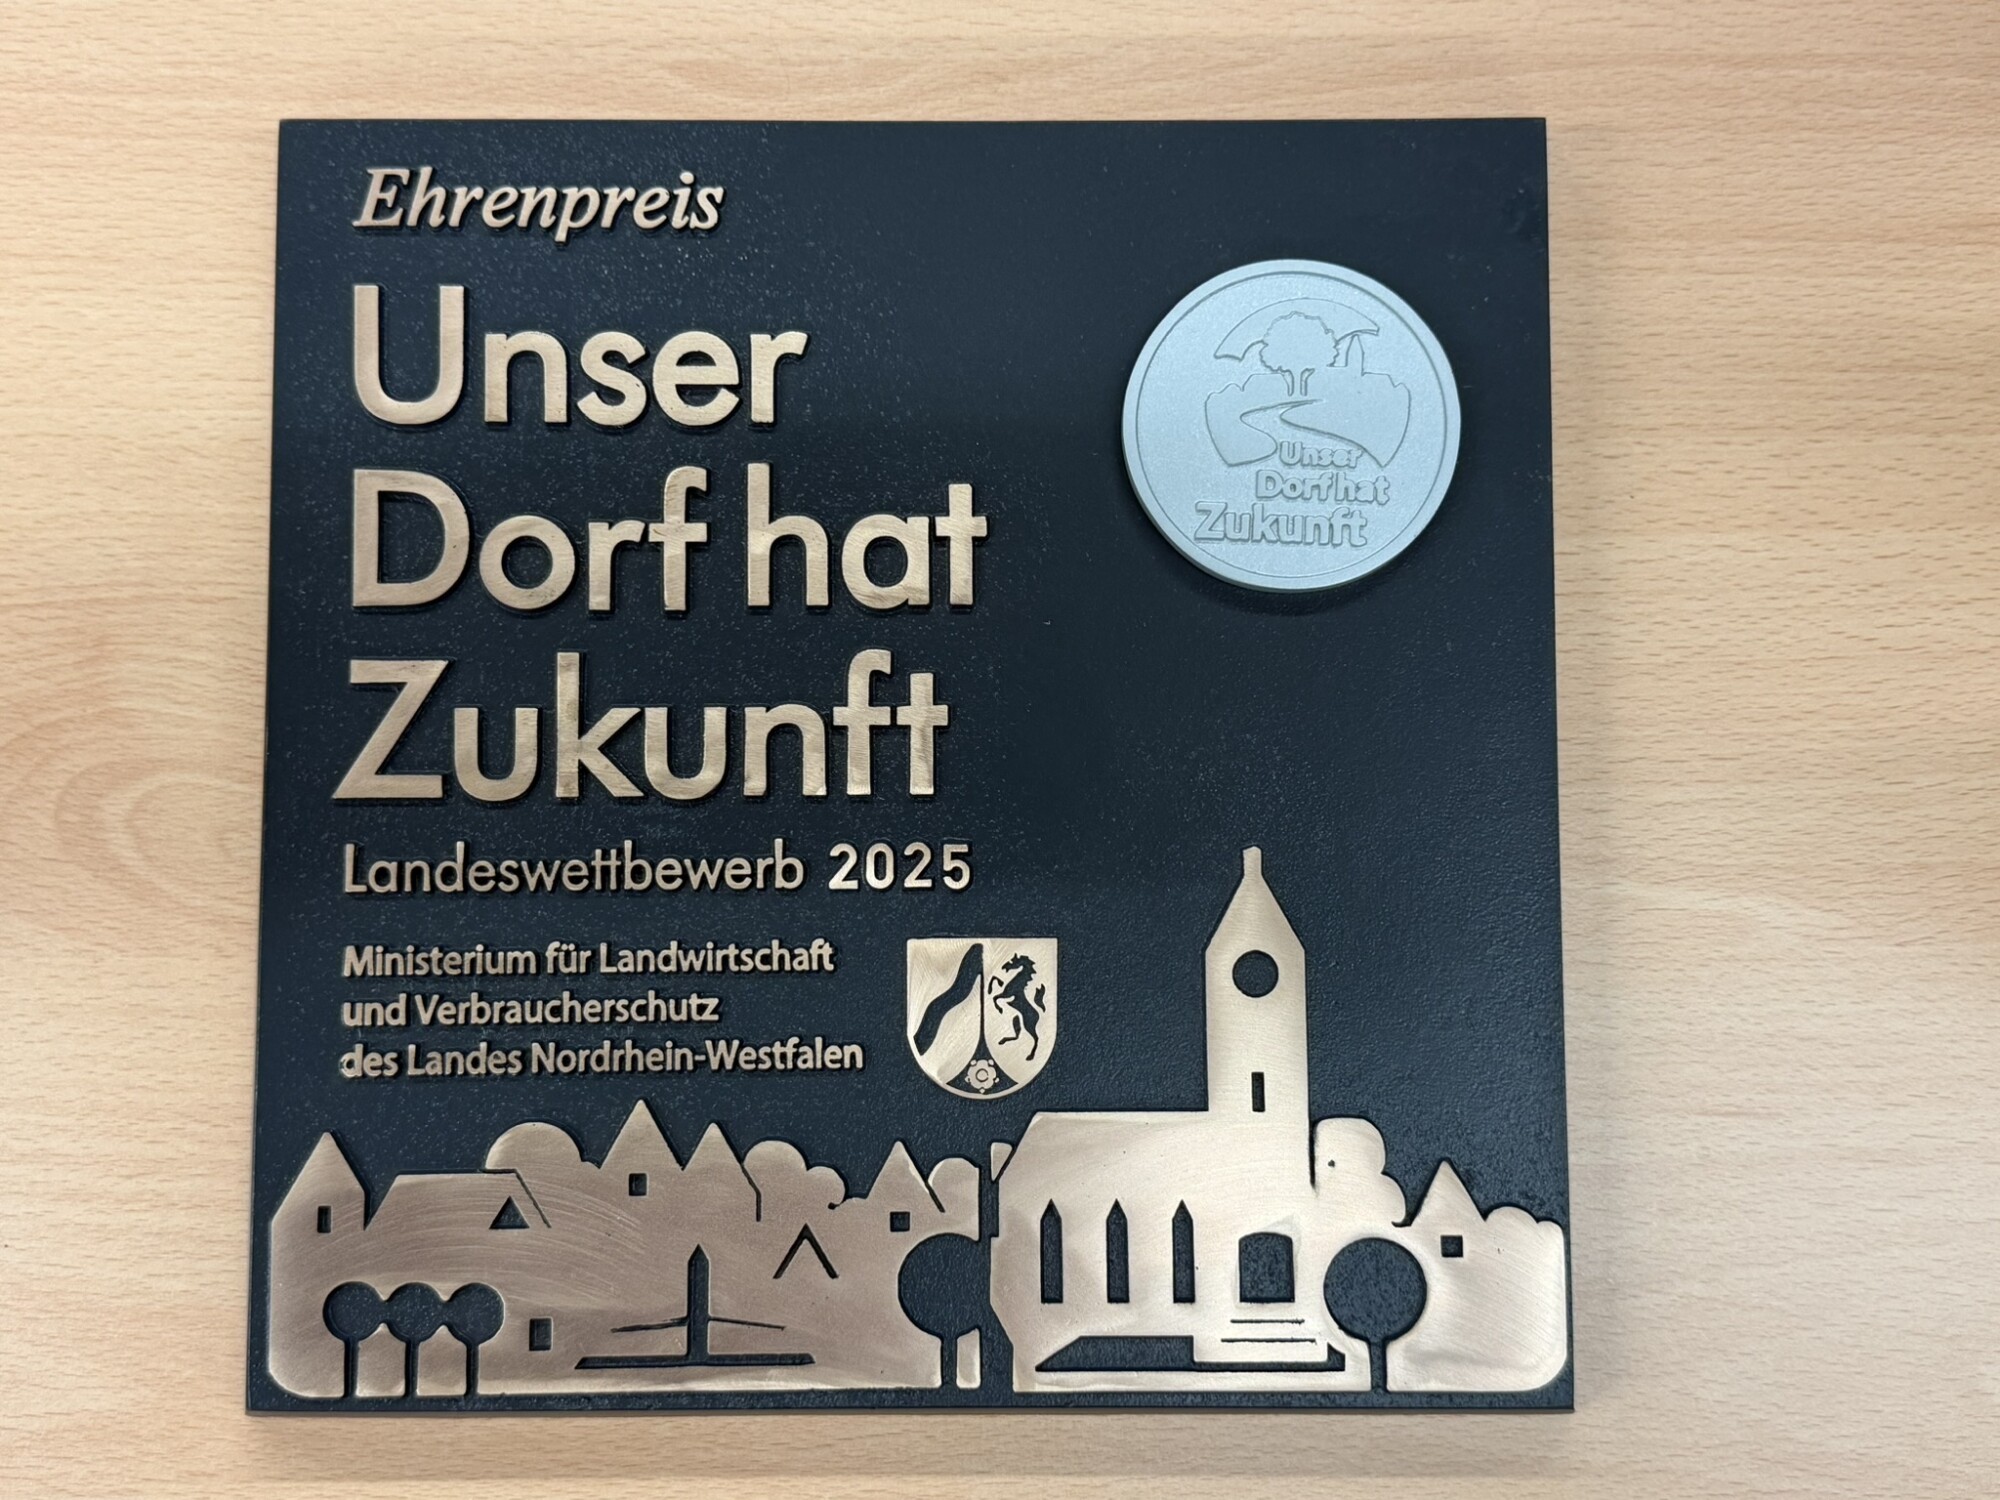 Ehrenpreis
Unser
Dorf hat
Zukunft
Landeswettbewerb 2025
Ministerium für Landwirtschaft
und Verbraucherschutz
des Landes Nordrhein-Westfalen
Unser
Dorf hat
Zukunft